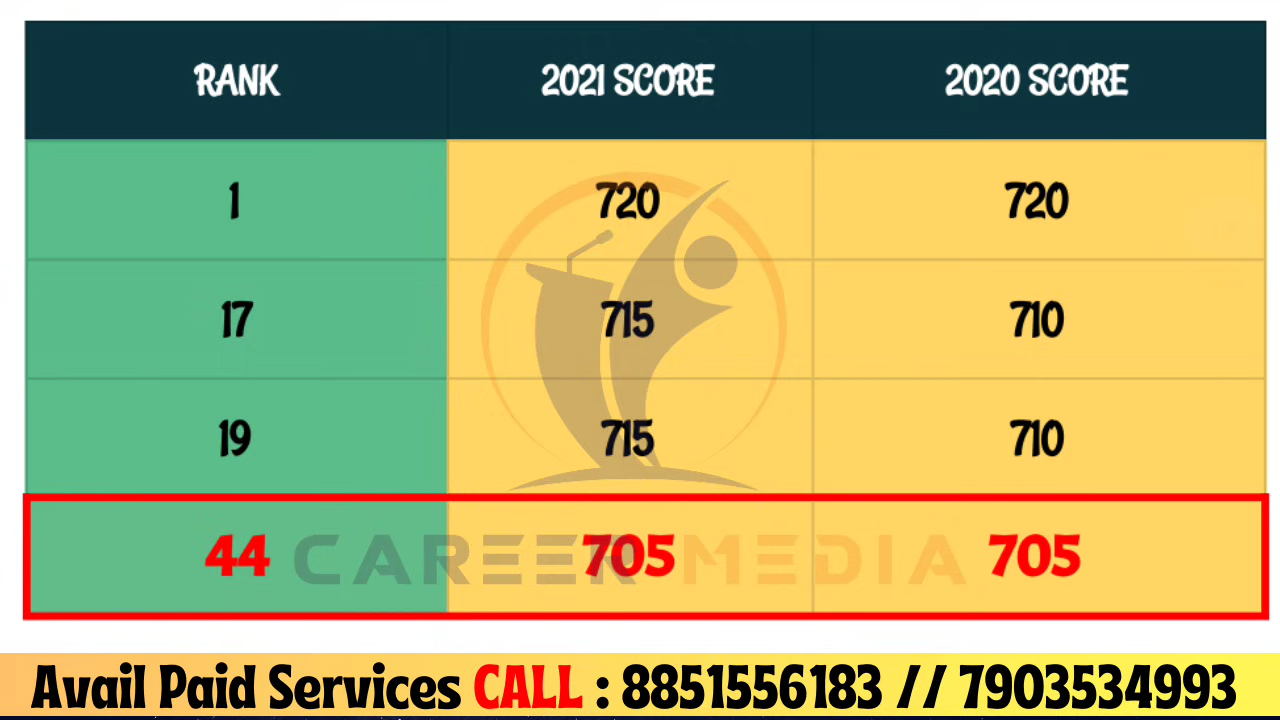 RANK 2021 SCORE 2020 SCORE
1 720 720
17 715 710
19 715 710
44 705 705
CAREER MEDIA
Avail Paid Services CALL : 8851556183 // 7903534993